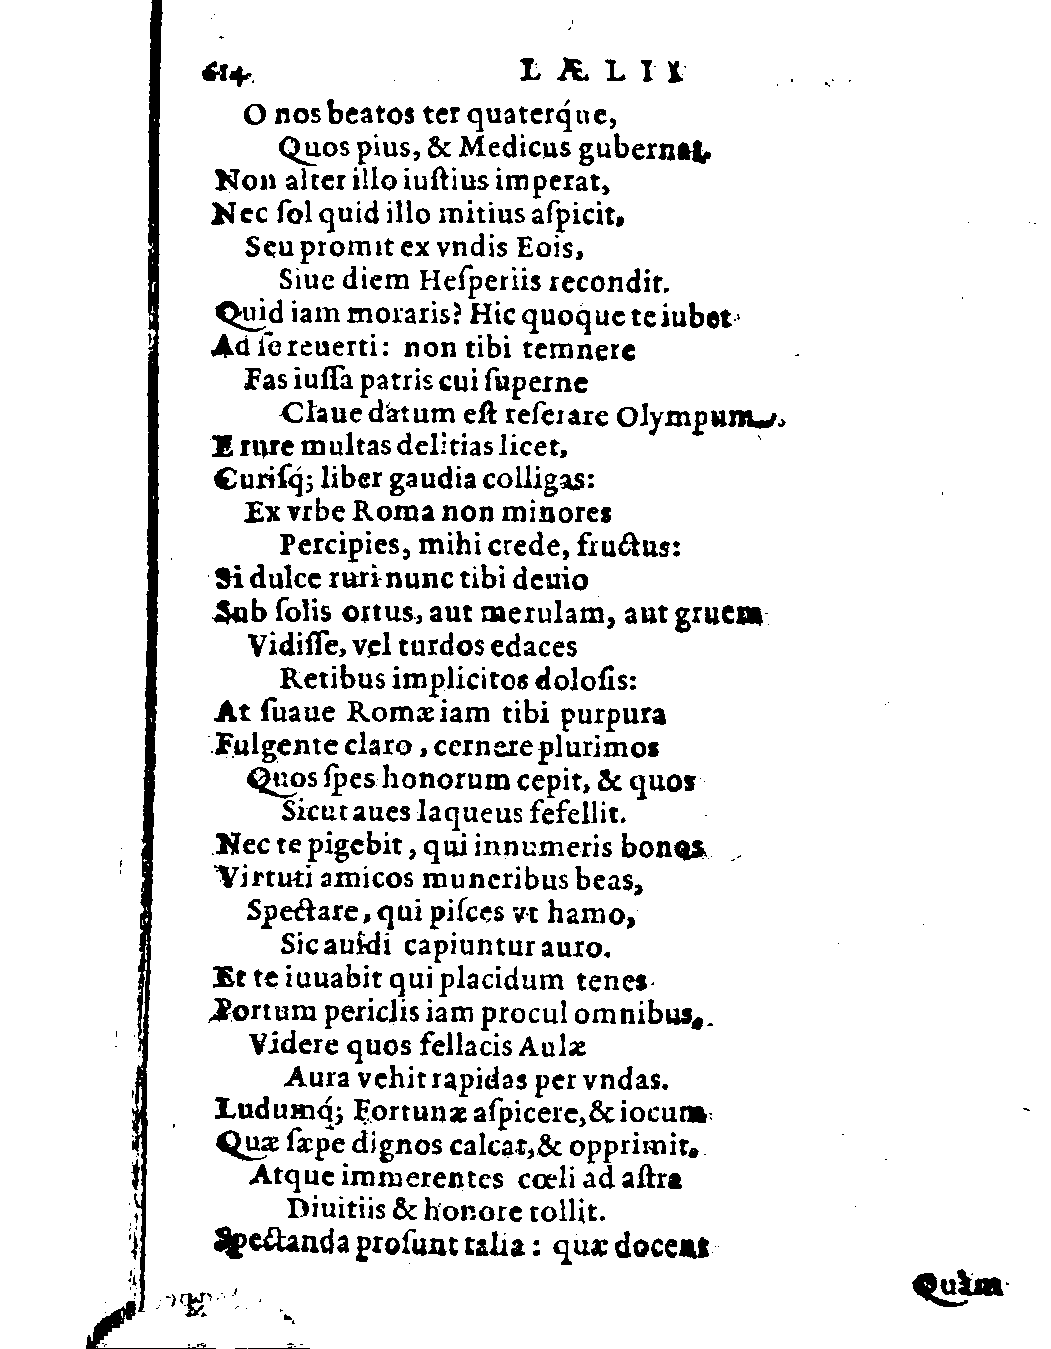 614. LÆLII
O nos beatos ter quaterq́ue,
Quos pius, & Medicus gubernat.
Non alter illo iuſtius imperat,
Nec ſol quid illo mitius aſpicit,
Seu promit ex vndis Eois,
Siue diem Heſperiis recondit.
Quid iam moraris? Hic quoque te iubet
Ad ſe reuerti: non tibi temnere
Fas iuſſa patris cui ſuperne
Claue datum eſt reſerare Olympum.
E rure multas delitias licet,
Curiſq́; liber gaudia colligas:
Ex vrbe Roma non minores
Percipies, mihi crede, fructus:
Si dulce ruri nunc tibi deuio
Sub ſolis ortus, aut merulam, aut gruem
Vidiſſe, vel turdos edaces
Retibus implicitos doloſis:
At ſuaue Romæ iam tibi purpura
Fulgente claro, cernere plurimos
Quos ſpes honorum cepit, & quos
Sicut aues laqueus fefellit.
Nec te pigebit, qui innumeris bonos
Virtuti amicos muneribus beas,
Spectare, qui piſces vt hamo,
Sic auidi capiuntur auro.
Et te iuuabit qui placidum tenes
Portum periclis iam procul omnibus,
Videre quos fellacis Aulæ
Aura vehit rapidas per vndas.
Ludumq́; Fortunæ aſpicere, & iocum
Quæ ſæpe dignos calcat, & opprimit,
Atque immerentes cœli ad aſtra
Diuitiis & honore tollit.
Spectanda proſunt talia: quæ docent
Quàm